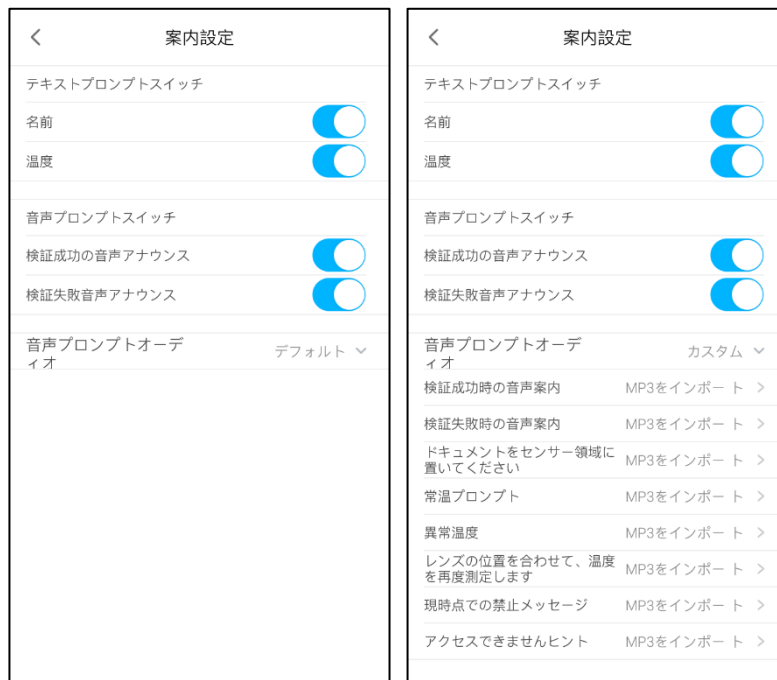 案内設定
テキストプロンプトスイッチ
名前
温度
音声プロンプトスイッチ
検証成功の音声アナウンス
検証失敗音声アナウンス
音声プロンプトオーデ
ィオ
デフォルト
案内設定
テキストプロンプトスイッチ
名前
温度
音声プロンプトスイッチ
検証成功の音声アナウンス
検証失敗音声アナウンス
音声プロンプトオーデ
ィオ
カスタム
検証成功時の音声案内 MP3をインポート
検証失敗時の音声案内 MP3をインポート
ドキュメントをセンサー領域に
置いてください
MP3をインポート
常温プロンプト MP3をインポート
異常温度 MP3をインポート
レンズの位置を合わせて、温度
を再度測定します
MP3をインポート
現時点での禁止メッセージ MP3をインポート
アクセスできませんヒント MP3をインポート